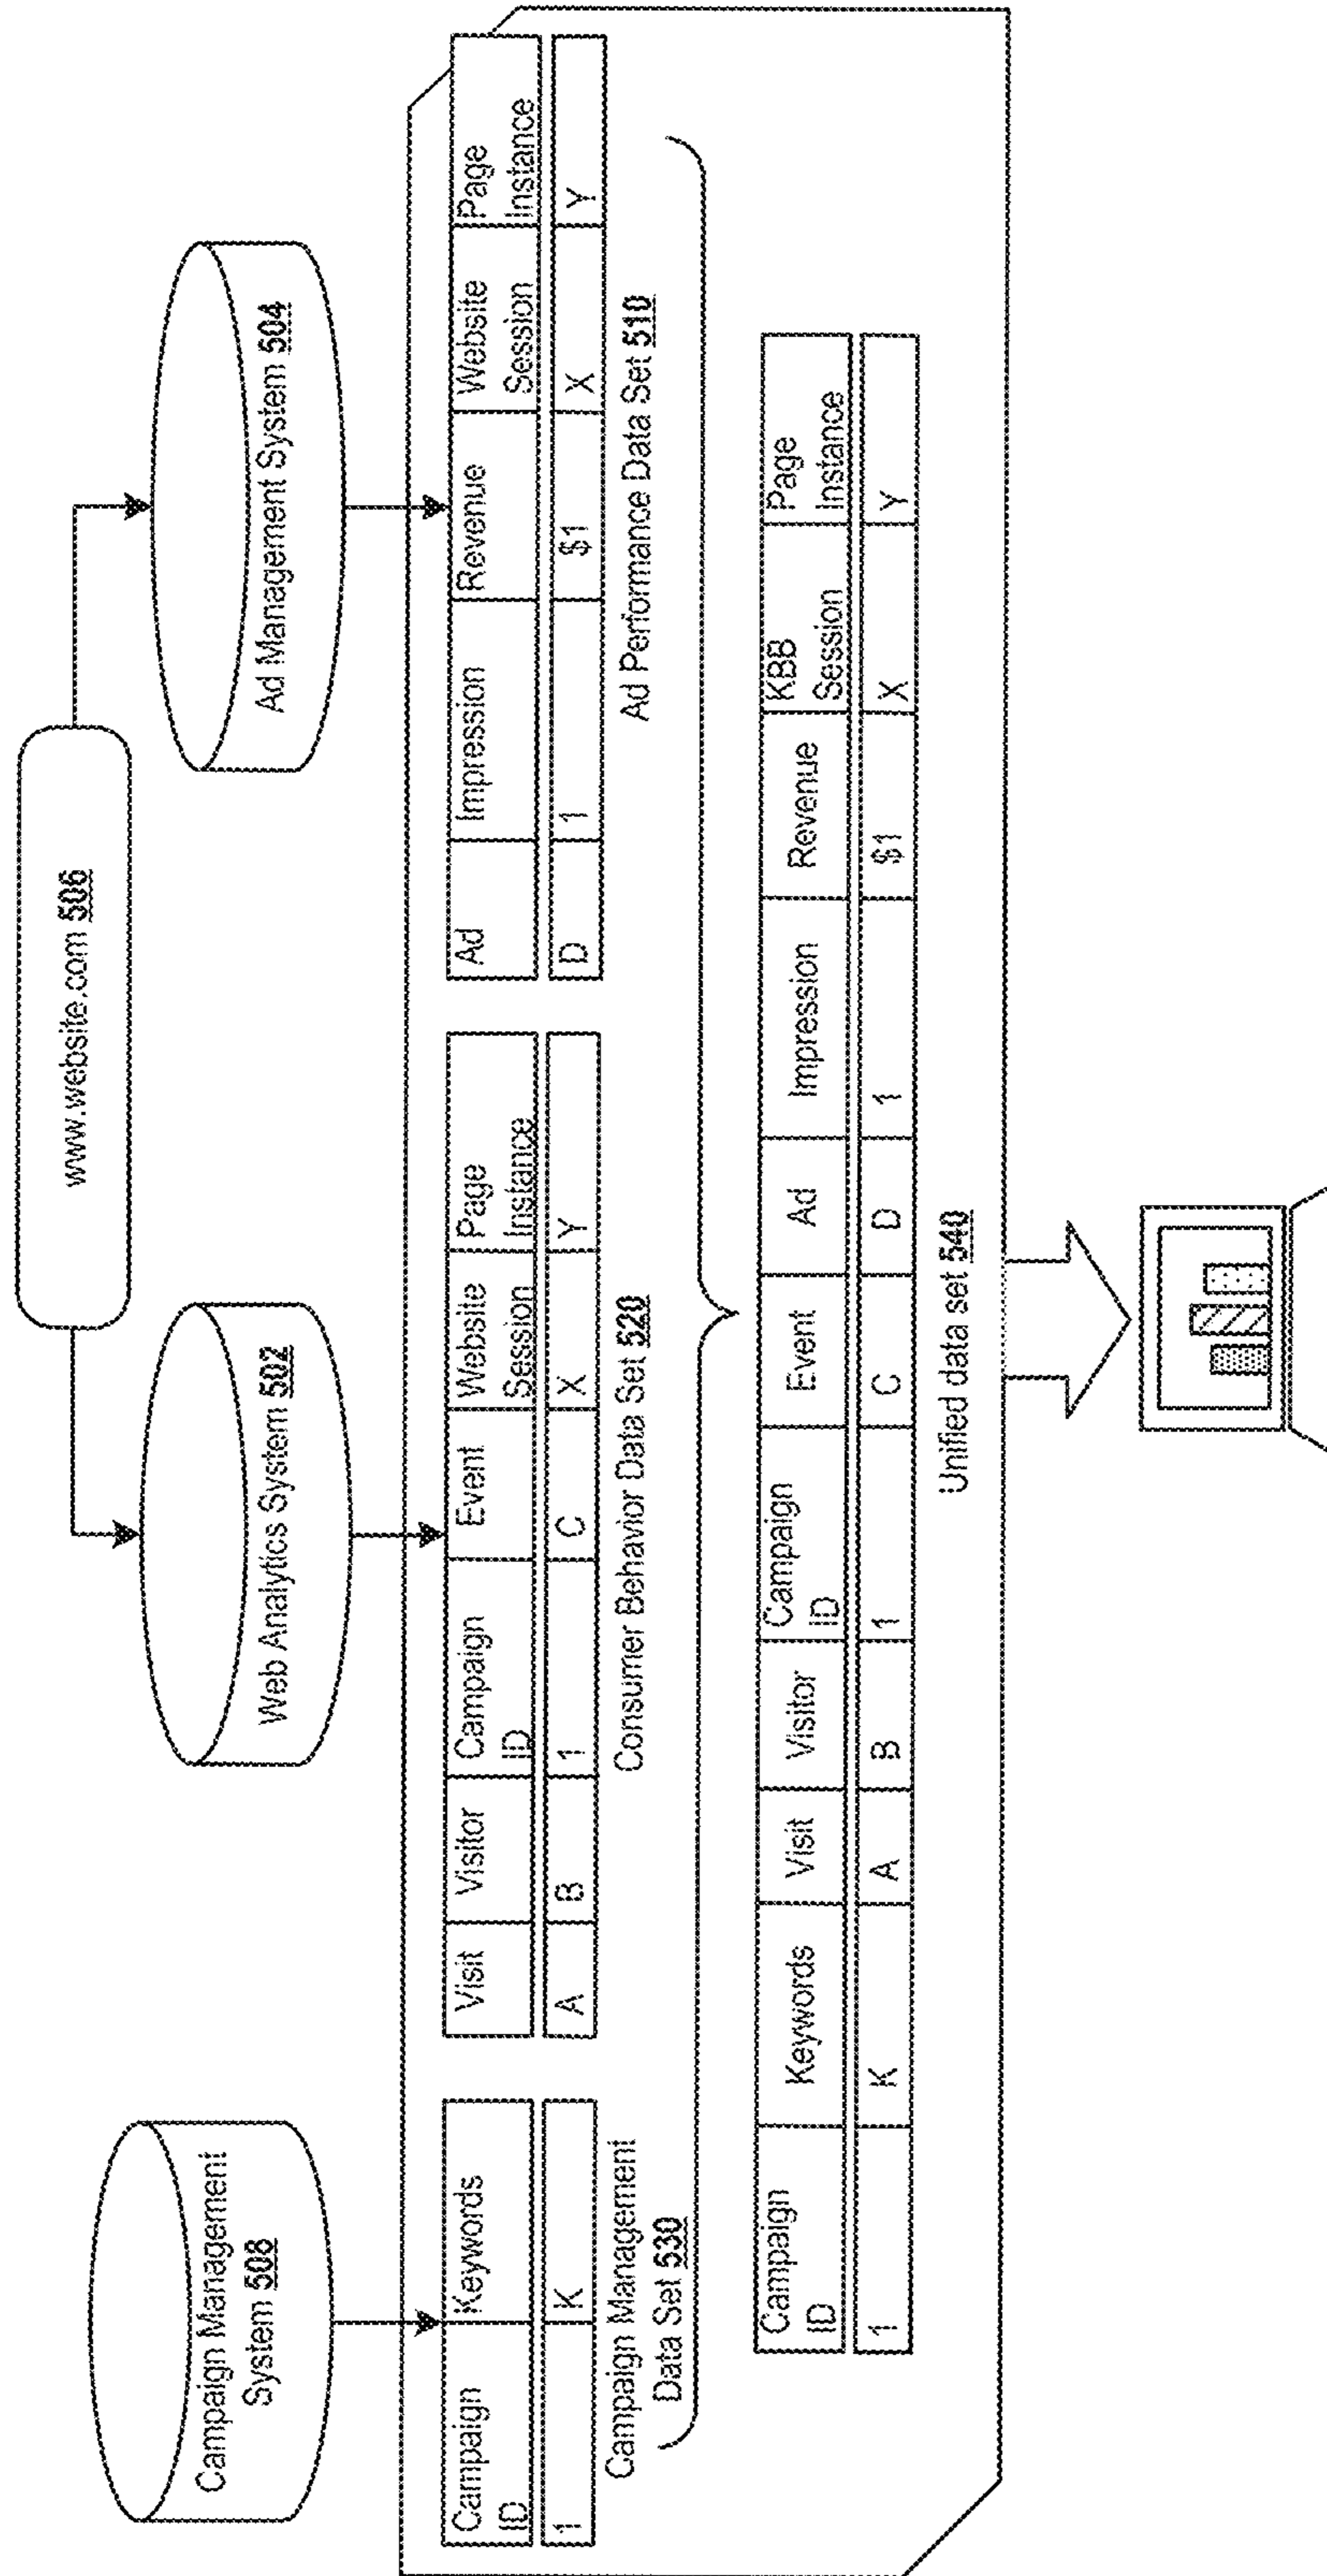 www.website.com 506
Campaign Management
System 508
Web Analytics System 502
Ad Management System 504
Campaign
ID
Keywords
1
K
Campaign Management
Data Set 530
Visit
Visitor
Campaign
ID
Event
Website
Session
Page
Instance
A
B
1
C
X
Y
Consumer Behavior Data Set 520
Ad
Impression
Revenue
Website
Session
Page
Instance
D
1
$1
X
Y
Ad Performance Data Set 510
Campaign
ID
Keywords
Visit
Visitor
Campaign
ID
Event
Ad
Impression
Revenue
KBB
Session
Page
Instance
1
K
A
B
1
C
D
1
$1
X
Y
Unified data set 540